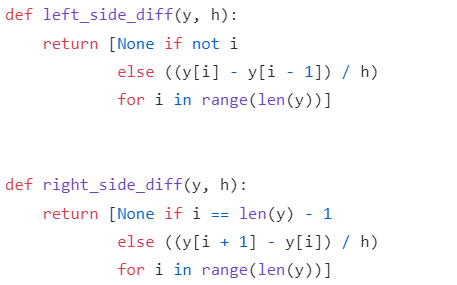 def left_side_diff(y, h):
    return [None if not i
            else ((y[i] - y[i - 1]) / h)
            for i in range(len(y))]


def right_side_diff(y, h):
    return [None if i == len(y) - 1
            else ((y[i + 1] - y[i]) / h)
            for i in range(len(y))]